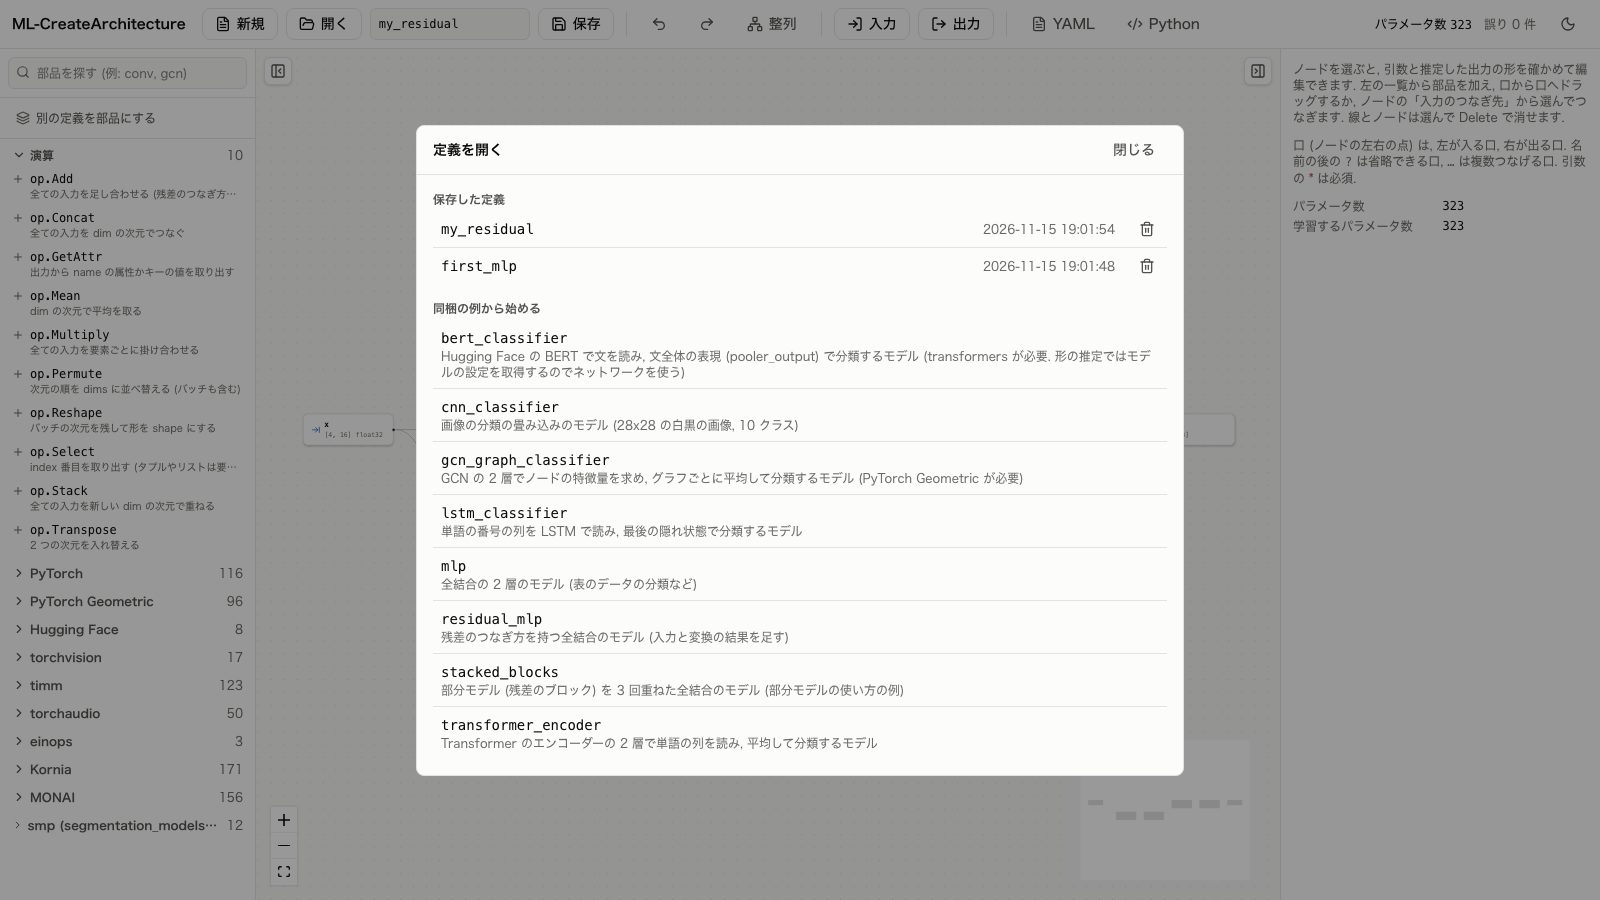 ML-CreateArchitecture 新規 開く my_residual 保存 整列 入力 出力 YAML Python パラメータ数 323 誤り 0 件
部品を探す (例: conv, gcn)
別の定義を部品にする
演算 10
op.Add
全ての入力を足し合わせる (残差のつなぎ方…
op.Concat
全ての入力を dim の次元でつなぐ
op.GetAttr
出力から name の属性かキーの値を取り出す
op.Mean
dim の次元で平均を取る
op.Multiply
全ての入力を要素ごとに掛け合わせる
op.Permute
次元の順を dims に並べ替える (バッチも含む)
op.Reshape
バッチの次元を残して形を shape にする
op.Select
index 番目を取り出す (タプルやリストは要…
op.Stack
全ての入力を新しい dim の次元で重ねる
op.Transpose
2 つの次元を入れ替える
PyTorch 116
PyTorch Geometric 96
Hugging Face 8
torchvision 17
timm 123
torchaudio 50
einops 3
Kornia 171
MONAI 156
smp (segmentation_models… 12
x
[4, 16] float32
定義を開く 閉じる
保存した定義
my_residual 2026-11-15 19:01:54
first_mlp 2026-11-15 19:01:48
同梱の例から始める
bert_classifier
Hugging Face の BERT で文を読み, 文全体の表現 (pooler_output) で分類するモデル (transformers が必要. 形の推定ではモデ
ルの設定を取得するのでネットワークを使う)
cnn_classifier
画像の分類の畳み込みのモデル (28x28 の白黒の画像, 10 クラス)
gcn_graph_classifier
GCN の 2 層でノードの特徴量を求め, グラフごとに平均して分類するモデル (PyTorch Geometric が必要)
lstm_classifier
単語の番号の列を LSTM で読み, 最後の隠れ状態で分類するモデル
mlp
全結合の 2 層のモデル (表のデータの分類など)
residual_mlp
残差のつなぎ方を持つ全結合のモデル (入力と変換の結果を足す)
stacked_blocks
部分モデル (残差のブロック) を 3 回重ねた全結合のモデル (部分モデルの使い方の例)
transformer_encoder
Transformer のエンコーダーの 2 層で単語の列を読み, 平均して分類するモデル
ノードを選ぶと, 引数と推定した出力の形を確かめて編
集できます. 左の一覧から部品を加え, 口から口へドラ
ッグするか, ノードの「入力のつなぎ先」から選んでつ
なぎます. 線とノードは選んで Delete で消せます.
口 (ノードの左右の点) は, 左が入る口, 右が出る口. 名
前の後の ? は省略できる口, … は複数つなげる口. 引数
の * は必須.
パラメータ数 323
学習するパラメータ数 323